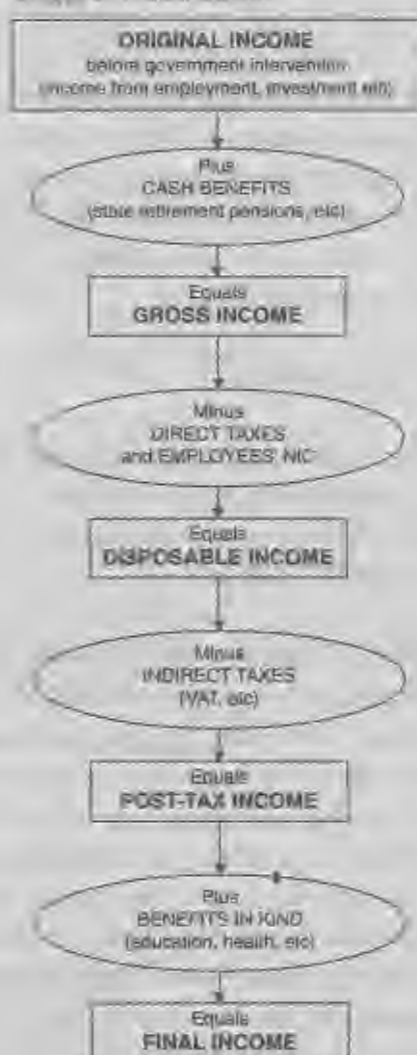 ORIGINAL INCOME
before government intervention
(income from employment, investment etc)
Plus
CASH BENEFITS
(state retirement pensions, etc)
Equals
GROSS INCOME
Minus
DIRECT TAXES
and EMPLOYEES' NIC
Equals
DISPOSABLE INCOME
Minus
INDIRECT TAXES
(VAT, etc)
Equals
POST-TAX INCOME
Plus
BENEFITS IN KIND
(education, health, etc)
Equals
FINAL INCOME